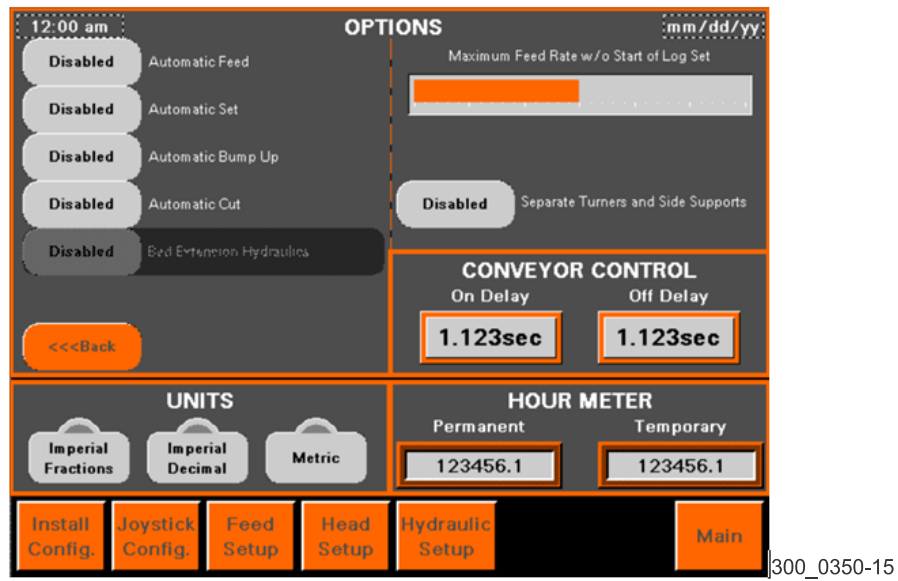 12:00 am
OPTIONS
mm/dd/yy
Disabled
Automatic Feed
Disabled
Automatic Set
Disabled
Automatic Bump Up
Disabled
Automatic Cut
Disabled
Bed Extension Hydraulics
<<<Back
Maximum Feed Rate w/o Start of Log Set
Disabled
Separate Turners and Side Supports
CONVEYOR CONTROL
On Delay
Off Delay
1.123sec
1.123sec
UNITS
Imperial
Fractions
Imperial
Decimal
Metric
HOUR METER
Permanent
Temporary
123456.1
123456.1
Install
Config.
Joystick
Config.
Feed
Setup
Head
Setup
Hydraulic
Setup
Main
300_0350-15